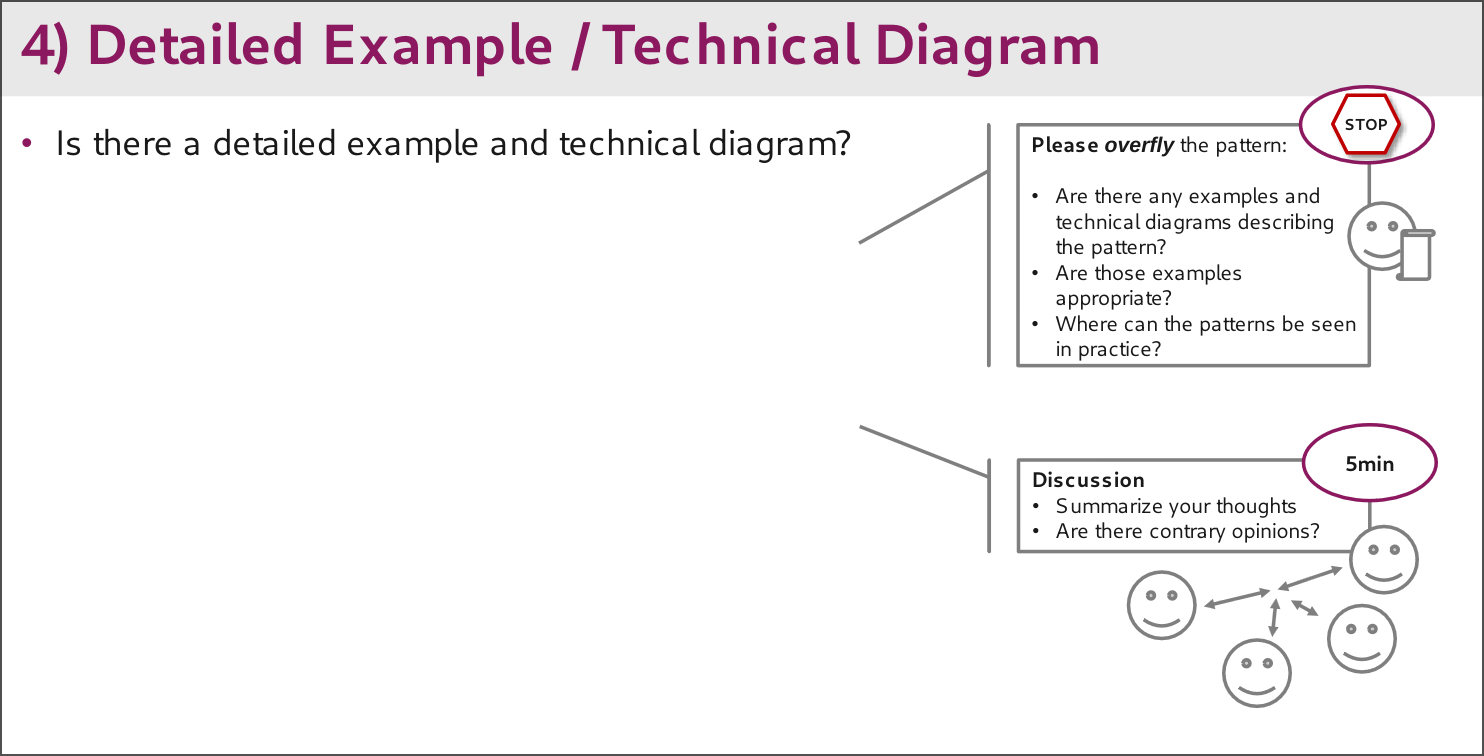 4) Detailed Example / Technical Diagram
• Is there a detailed example and technical diagram?
STOP
Please overfly the pattern:
• Are there any examples and
technical diagrams describing
the pattern?
• Are those examples
appropriate?
• Where can the patterns be seen
in practice?
5min
Discussion
• Summarize your thoughts
• Are there contrary opinions?